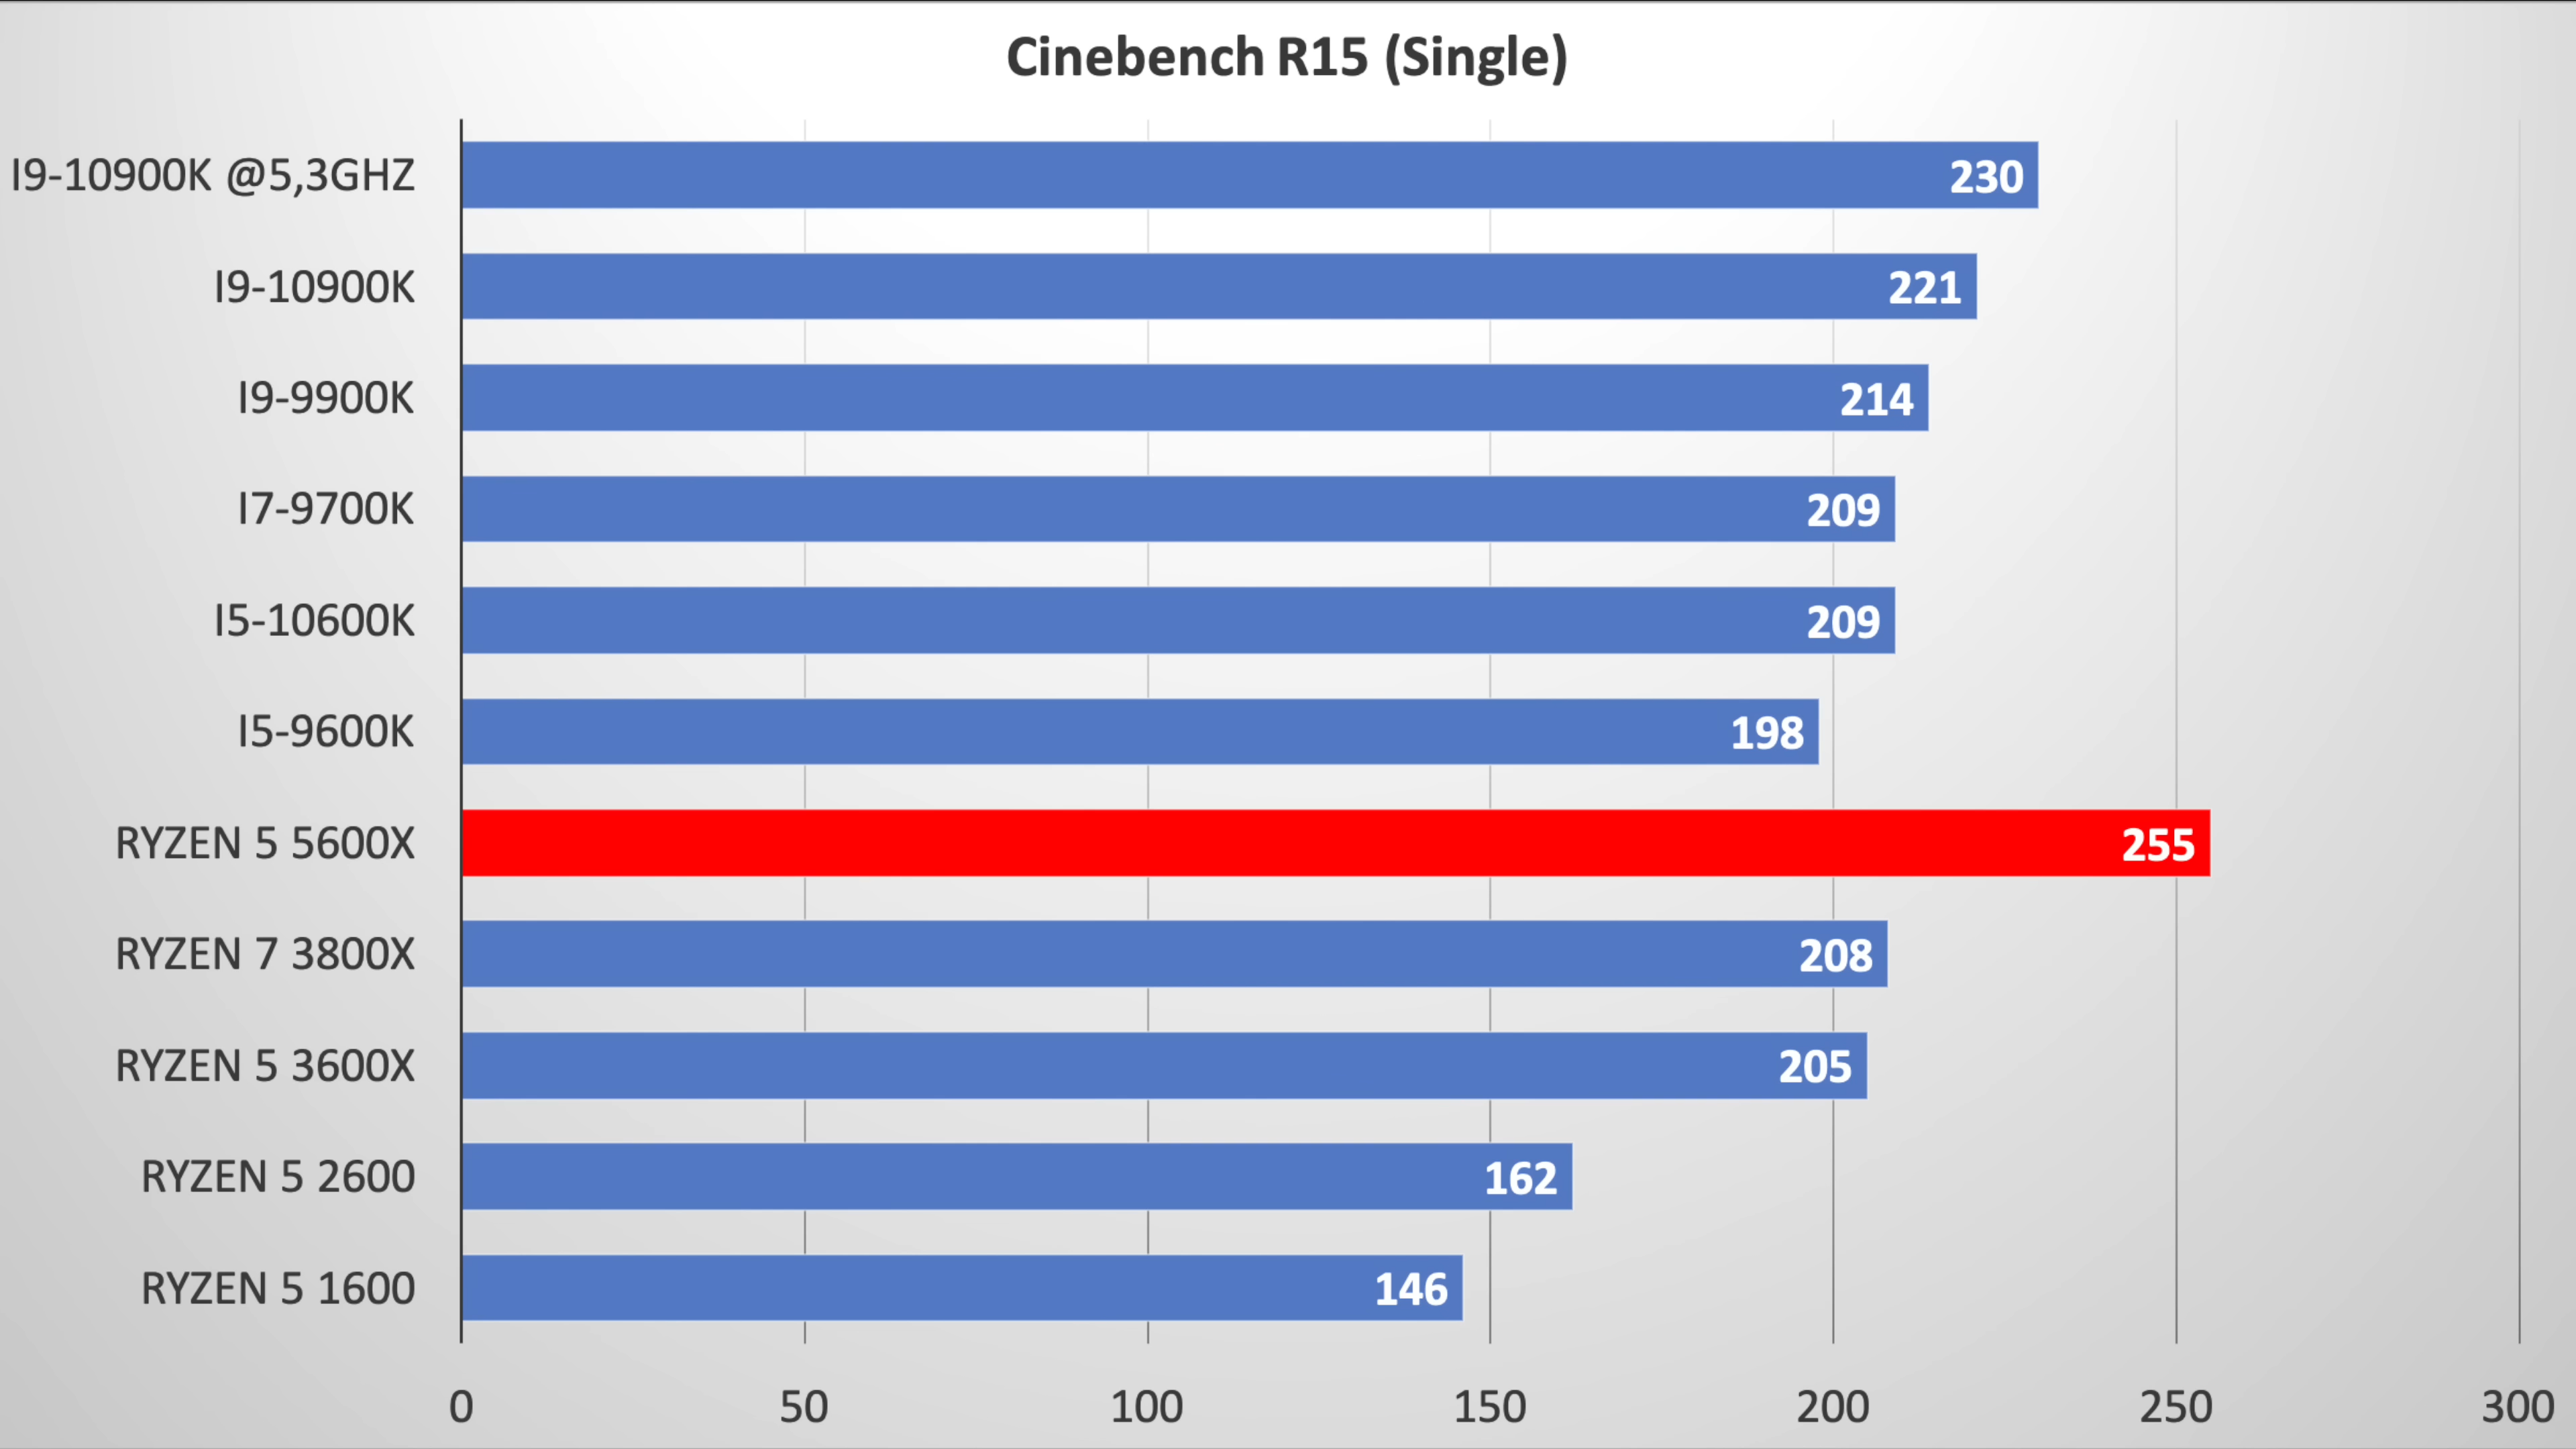 Cinebench R15 (Single)
I9-10900K @5,3GHZ 230
I9-10900K 221
I9-9900K 214
I7-9700K 209
I5-10600K 209
I5-9600K 198
RYZEN 5 5600X 255
RYZEN 7 3800X 208
RYZEN 5 3600X 205
RYZEN 5 2600 162
RYZEN 5 1600 146
0 50 100 150 200 250 300